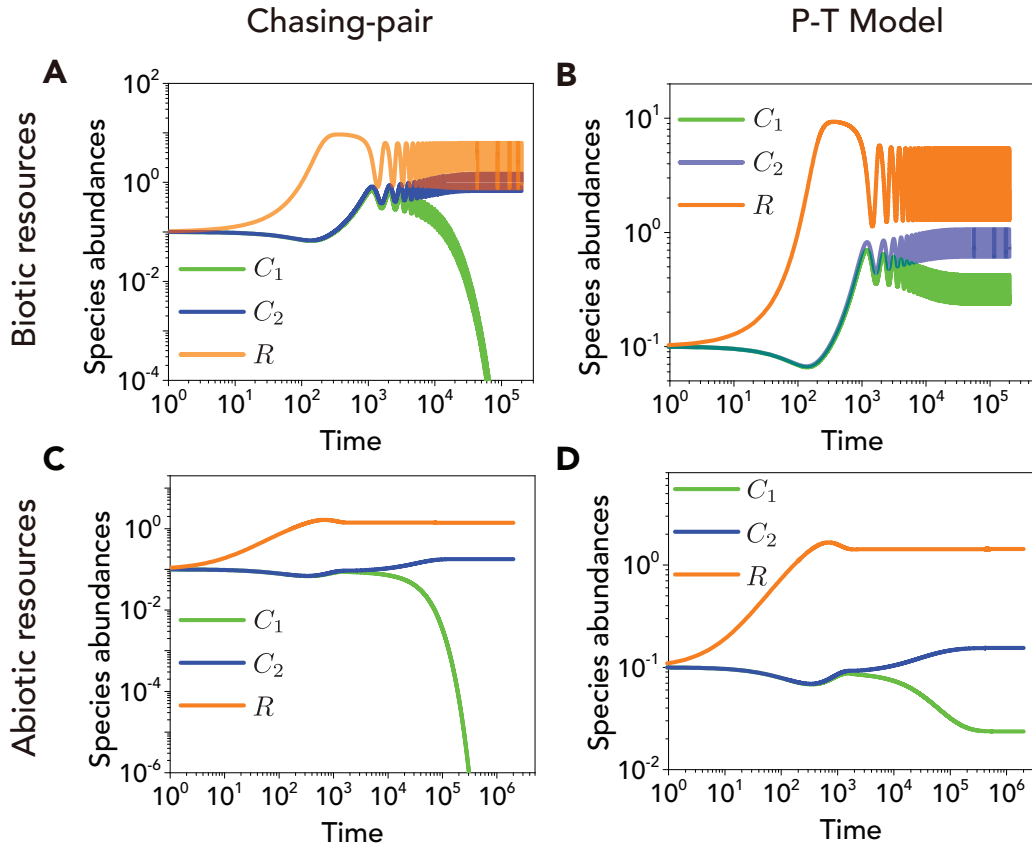 Chasing-pair
P-T Model
Biotic resources
Abiotic resources
A
Species abundances
10^2
10^0
10^-2
10^-4
C_1
C_2
R
10^0 10^1 10^2 10^3 10^4 10^5
Time
B
Species abundances
10^1
10^0
10^-1
C_1
C_2
R
10^0 10^1 10^2 10^3 10^4 10^5
Time
C
Species abundances
10^0
10^-2
10^-4
10^-6
C_1
C_2
R
10^0 10^1 10^2 10^3 10^4 10^5 10^6
Time
D
Species abundances
10^0
10^-1
10^-2
C_1
C_2
R
10^0 10^1 10^2 10^3 10^4 10^5 10^6
Time